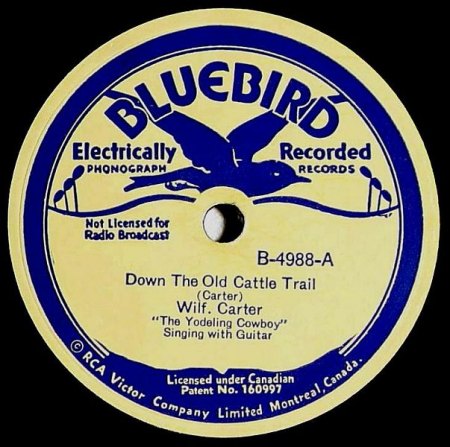 BLUEBIRD
Electrically Recorded
PHONOGRAPH RECORDS
Not Licensed for
Radio Broadcast
B-4988-A
Down The Old Cattle Trail
(Carter)
Wilf. Carter
"The Yodeling Cowboy"
Singing with Guitar
Licensed under Canadian
Patent No. 160997
© RCA Victor Company Limited Montreal, Canada.